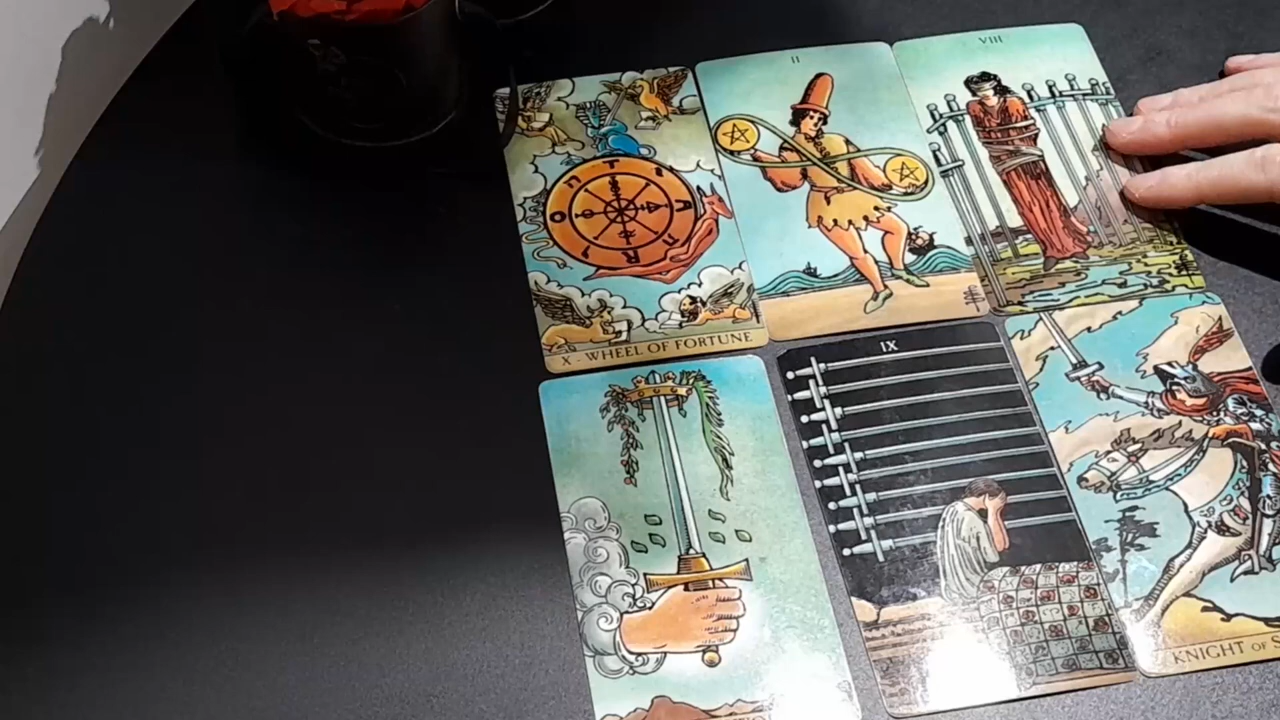 II
VIII
X - WHEEL OF FORTUNE
IX
KNIGHT OF S